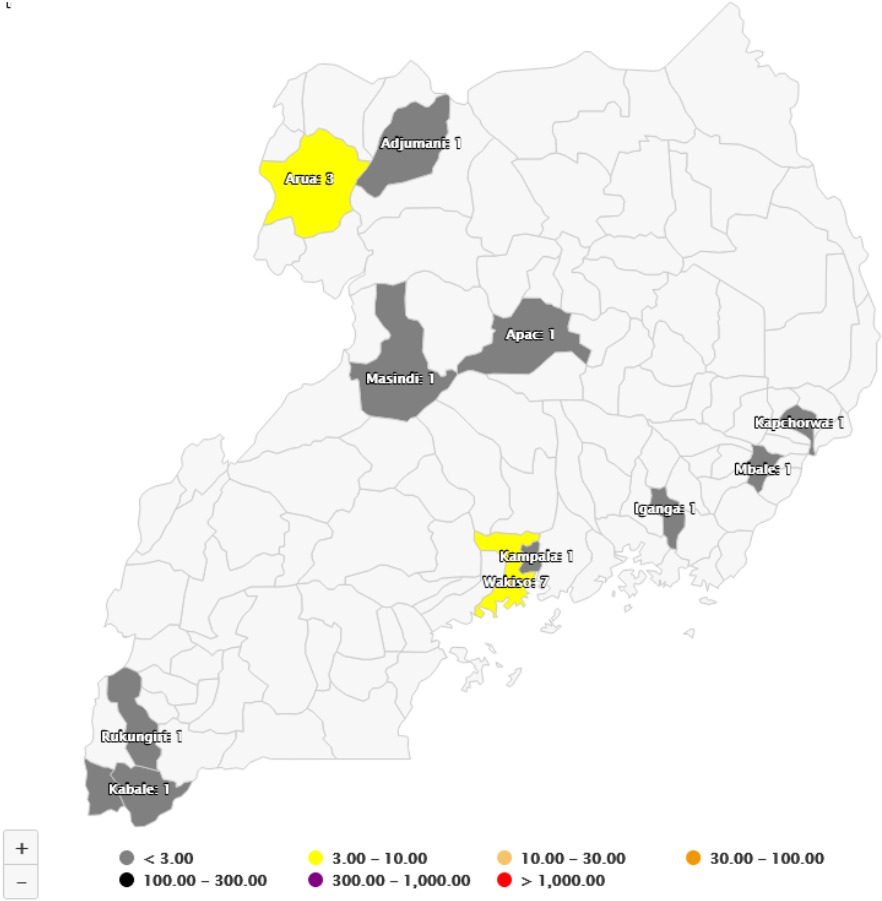 Adjumani: 1
Arua: 3
Apac: 1
Masindi: 1
Kapchorwa: 1
Mbale: 1
Iganga: 1
Kampala: 1
Wakiso: 7
Rukungiri: 1
Kabale: 1
+
−
< 3.00
3.00 – 10.00
10.00 – 30.00
30.00 – 100.00
100.00 – 300.00
300.00 – 1,000.00
> 1,000.00